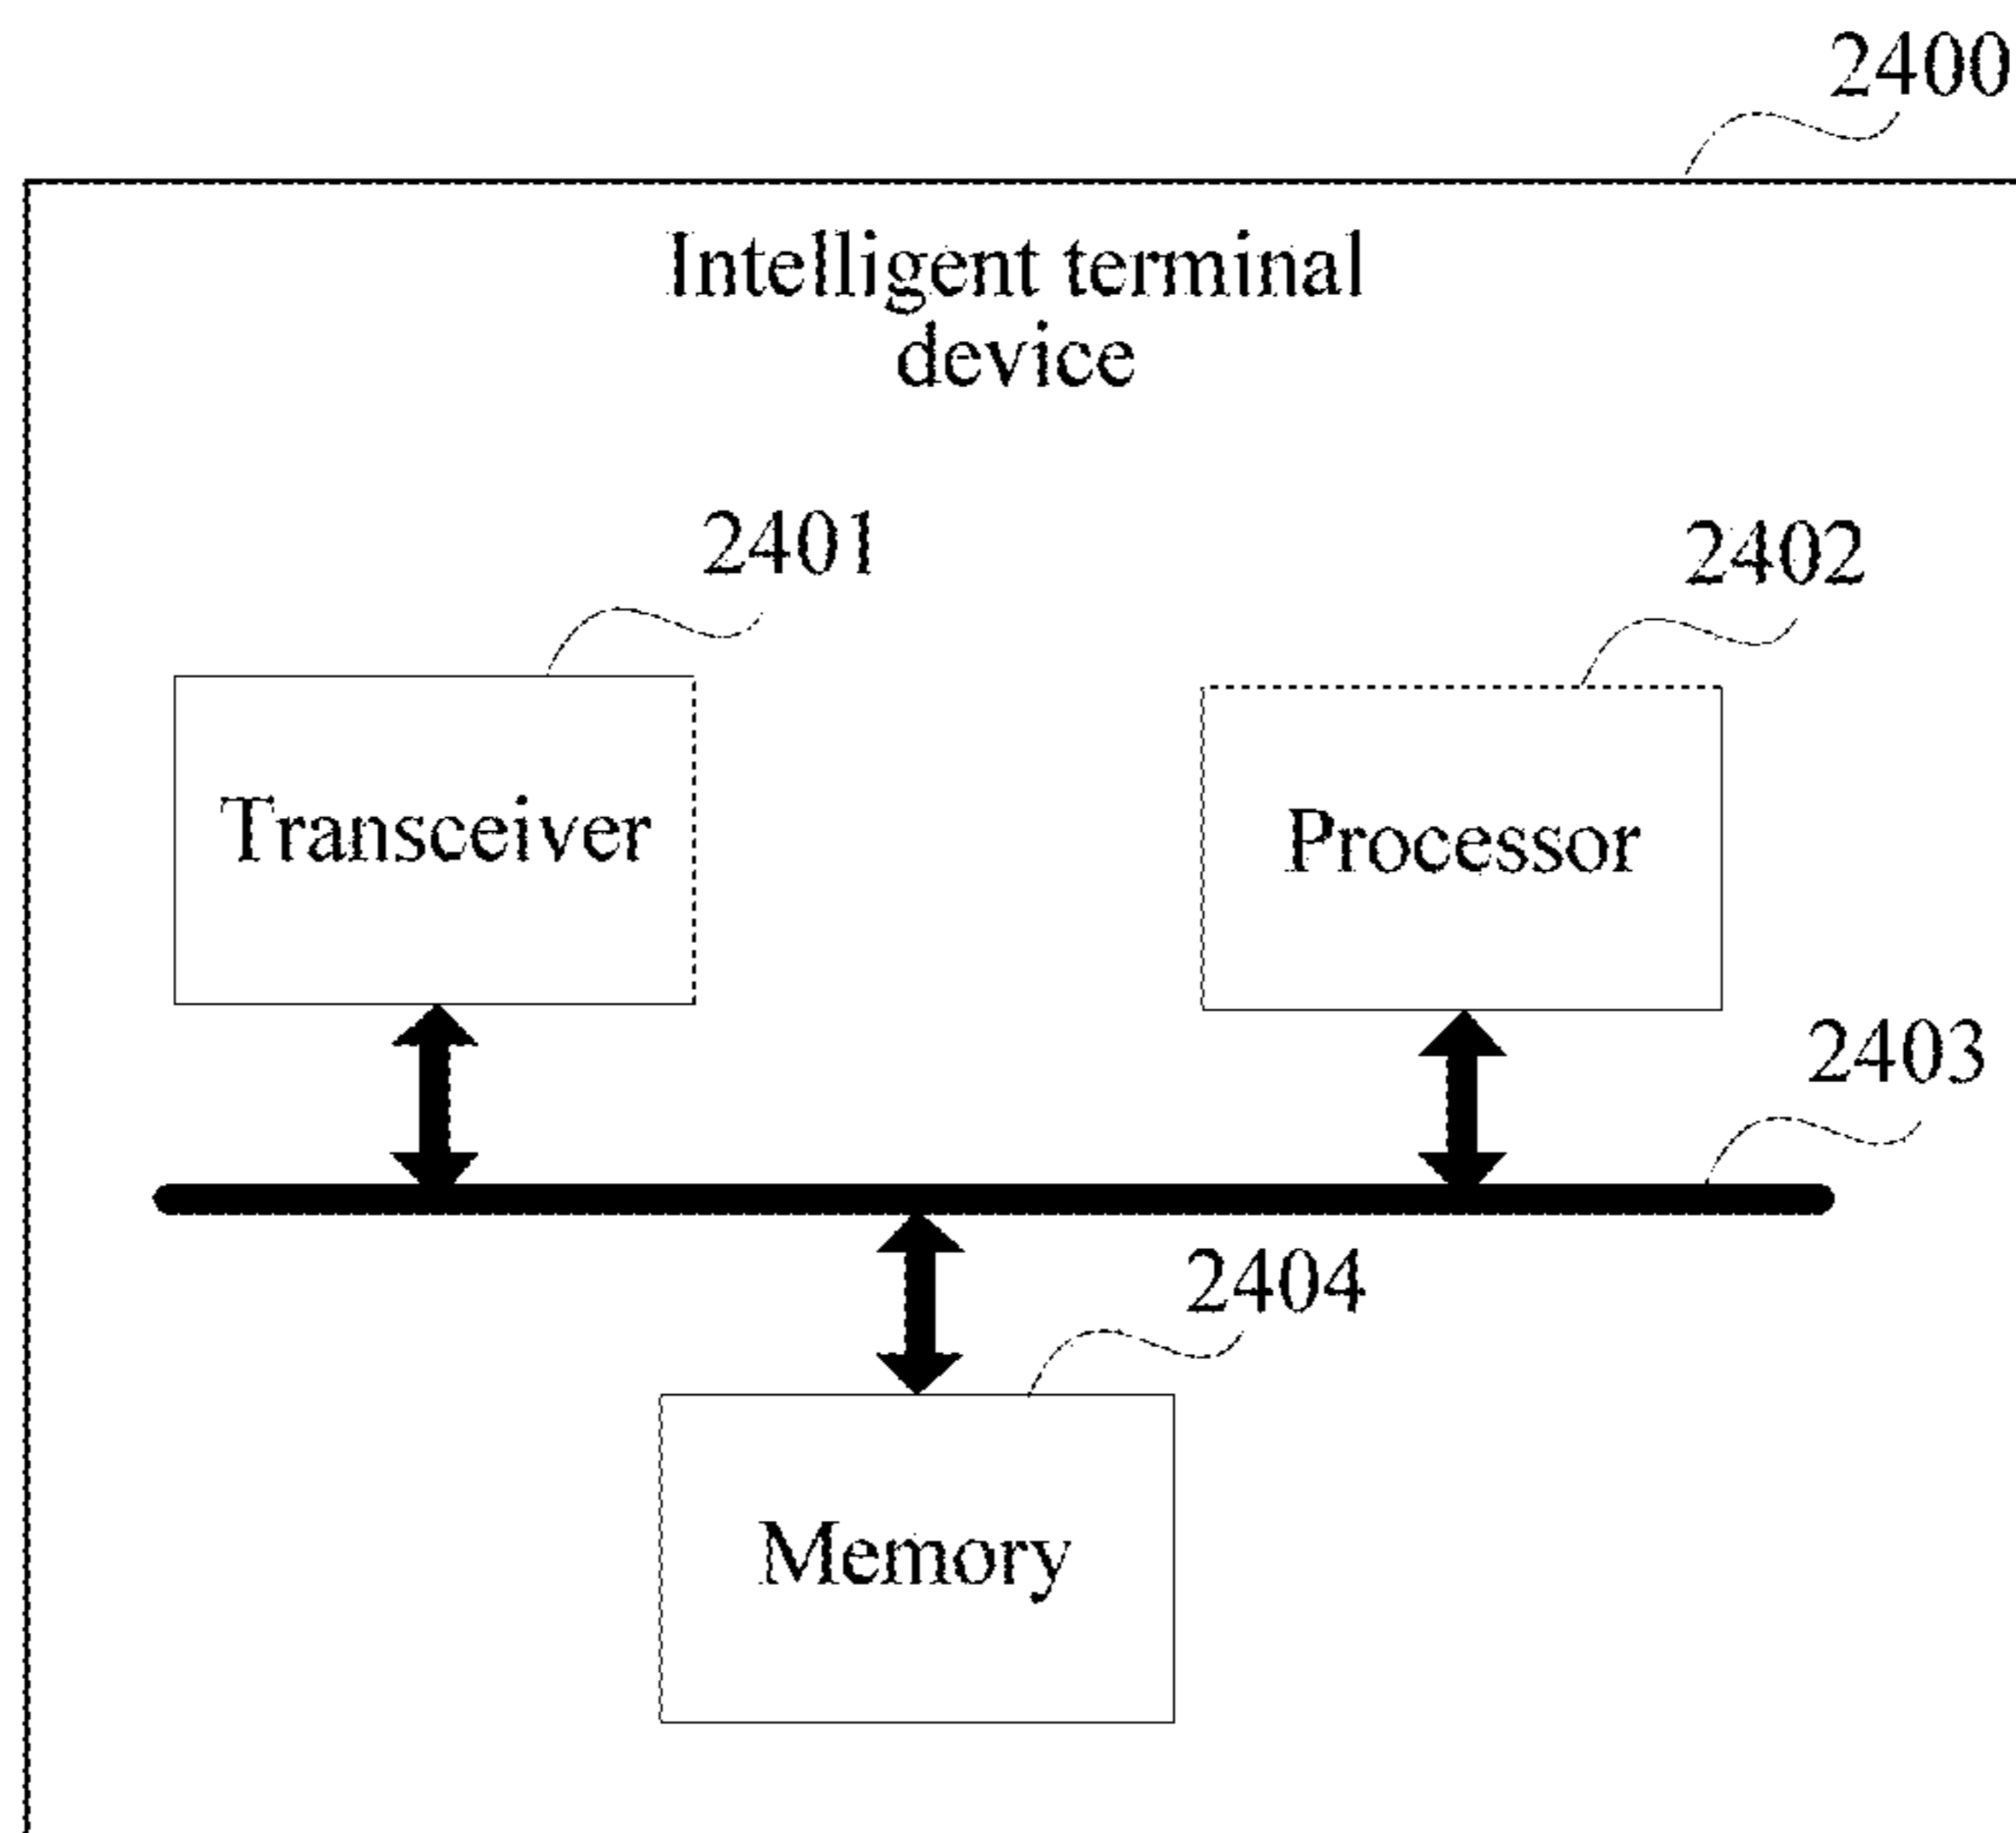 2400
Intelligent terminal
device
2401
2402
Transceiver
Processor
2403
2404
Memory